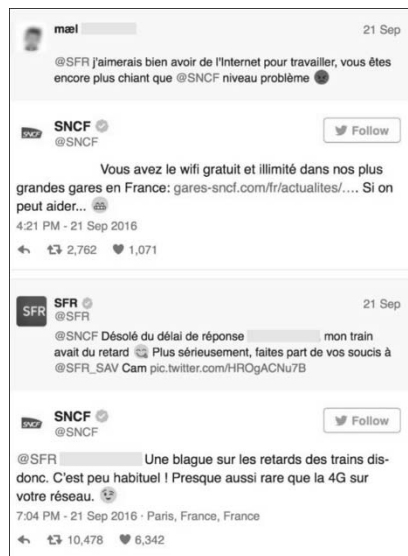 mæl
21 Sep
@SFR j'aimerais bien avoir de l'Internet pour travailler, vous êtes
encore plus chiant que @SNCF niveau problème
SNCF
SNCF
@SNCF
Follow
Vous avez le wifi gratuit et illimité dans nos plus
grandes gares en France: gares-sncf.com/fr/actualites/…. Si on
peut aider...
4:21 PM - 21 Sep 2016
2,762 1,071
SFR
SFR
21 Sep
@SFR
@SNCF Désolé du délai de réponse mon train
avait du retard Plus sérieusement, faites part de vos soucis à
@SFR_SAV Cam pic.twitter.com/HROgACNu7B
SNCF
SNCF
@SNCF
Follow
@SFR Une blague sur les retards des trains dis-
donc. C'est peu habituel ! Presque aussi rare que la 4G sur
votre réseau.
7:04 PM - 21 Sep 2016 · Paris, France, France
10,478 6,342